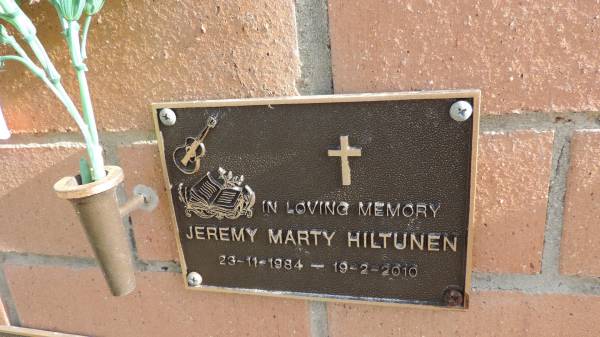 IN LOVING MEMORY
JEREMY MARTY HILTUNEN
23-11-1984 — 19-2-2010